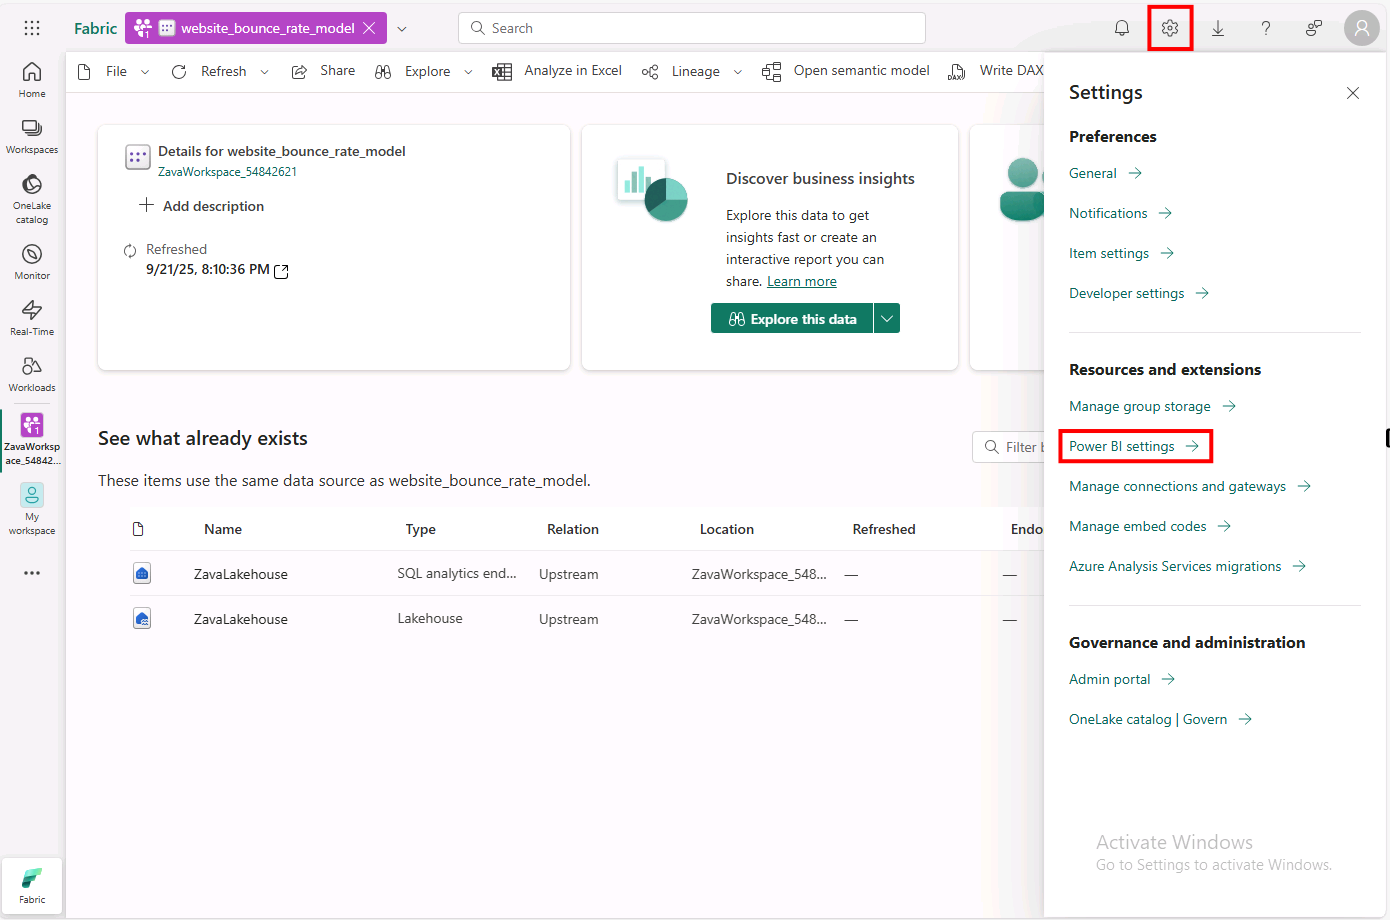 Fabric
website_bounce_rate_model
Search
File
Refresh
Share
Explore
Analyze in Excel
Lineage
Open semantic model
DAX
Write DAX
Home
Workspaces
OneLake
catalog
Monitor
Real-Time
Workloads
1
ZavaWorksp
ace_54842...
My
workspace
Fabric
Details for website_bounce_rate_model
ZavaWorkspace_54842621
Add description
Refreshed
9/21/25, 8:10:36 PM
Discover business insights
Explore this data to get
insights fast or create an
interactive report you can
share. Learn more
Explore this data
See what already exists
Filter
These items use the same data source as website_bounce_rate_model.
Name Type Relation Location Refreshed Endo
ZavaLakehouse SQL analytics end... Upstream ZavaWorkspace_548... — —
ZavaLakehouse Lakehouse Upstream ZavaWorkspace_548... — —
Settings
Preferences
General
Notifications
Item settings
Developer settings
Resources and extensions
Manage group storage
Power BI settings
Manage connections and gateways
Manage embed codes
Azure Analysis Services migrations
Governance and administration
Admin portal
OneLake catalog | Govern
Activate Windows
Go to Settings to activate Windows.